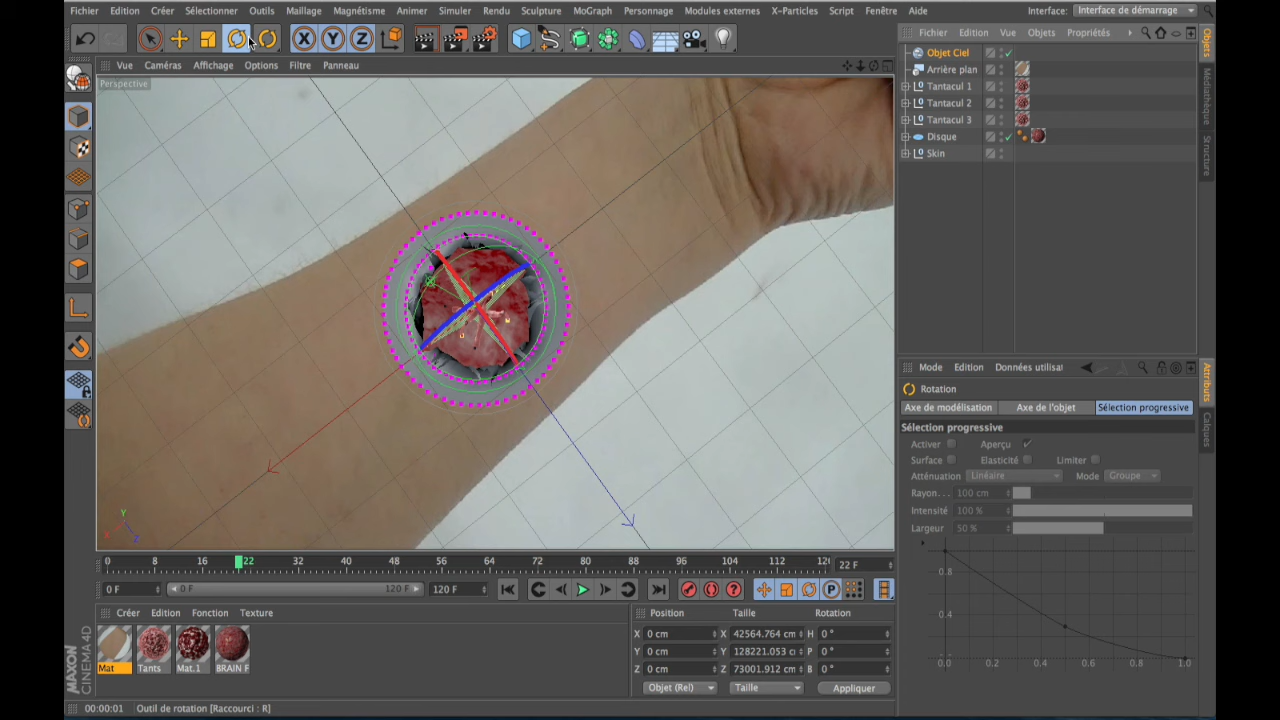 Fichier Edition Créer Sélectionner Outils Maillage Magnétisme Animer Simuler Rendu Sculpture MoGraph Personnage Modules externes X-Particles Script Fenêtre Aide Interface: Interface de démarrage
X Y Z
Fichier Edition Vue Objets Propriétés
Vue Caméras Affichage Options Filtre Panneau
Perspective
Objet Ciel
Arrière plan
Tantacul 1
Tantacul 2
Tantacul 3
Disque
Skin
Objets
Médiathèque
Structure
Mode Edition Données utilisat
Rotation
Axe de modélisation Axe de l'objet Sélection progressive
Sélection progressive
Activer Aperçu
Surface Elasticité Limiter
Atténuation Linéaire Mode Groupe
Rayon... 100 cm
Intensité 100 %
Largeur 50 %
0.8
0.4
0.0 0.2 0.4 0.6 0.8 1.0
Attributs
Calques
Y
X
Z
0 8 16 22 32 40 48 56 64 72 80 88 96 104 112 120 22 F
0 F 0 F 120 F 120 F
P
Créer Edition Fonction Texture
Mat Tants Mat.1 BRAIN F
Position Taille Rotation
X 0 cm X 42564.764 cm H 0 °
Y 0 cm Y 128221.053 c P 0 °
Z 0 cm Z 73001.912 cm B 0 °
Objet (Rel) Taille Appliquer
MAXON
CINEMA 4D
00:00:01 Outil de rotation [Raccourci : R]